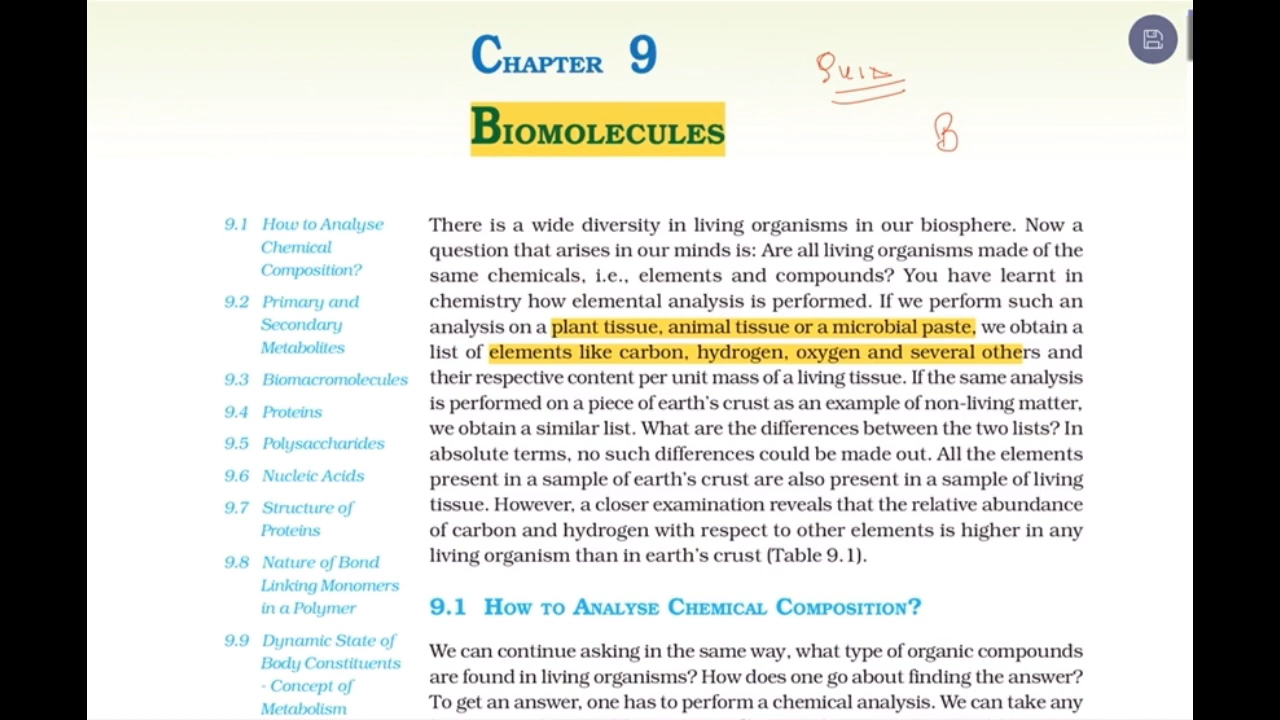 CHAPTER 9
BIOMOLECULES
B
9.1 How to Analyse
Chemical
Composition?
9.2 Primary and
Secondary
Metabolites
9.3 Biomacromolecules
9.4 Proteins
9.5 Polysaccharides
9.6 Nucleic Acids
9.7 Structure of
Proteins
9.8 Nature of Bond
Linking Monomers
in a Polymer
9.9 Dynamic State of
Body Constituents
- Concept of
Metabolism
There is a wide diversity in living organisms in our biosphere. Now a
question that arises in our minds is: Are all living organisms made of the
same chemicals, i.e., elements and compounds? You have learnt in
chemistry how elemental analysis is performed. If we perform such an
analysis on a plant tissue, animal tissue or a microbial paste, we obtain a
list of elements like carbon, hydrogen, oxygen and several others and
their respective content per unit mass of a living tissue. If the same analysis
is performed on a piece of earth's crust as an example of non-living matter,
we obtain a similar list. What are the differences between the two lists? In
absolute terms, no such differences could be made out. All the elements
present in a sample of earth's crust are also present in a sample of living
tissue. However, a closer examination reveals that the relative abundance
of carbon and hydrogen with respect to other elements is higher in any
living organism than in earth's crust (Table 9.1).
9.1 HOW TO ANALYSE CHEMICAL COMPOSITION?
We can continue asking in the same way, what type of organic compounds
are found in living organisms? How does one go about finding the answer?
To get an answer, one has to perform a chemical analysis. We can take any